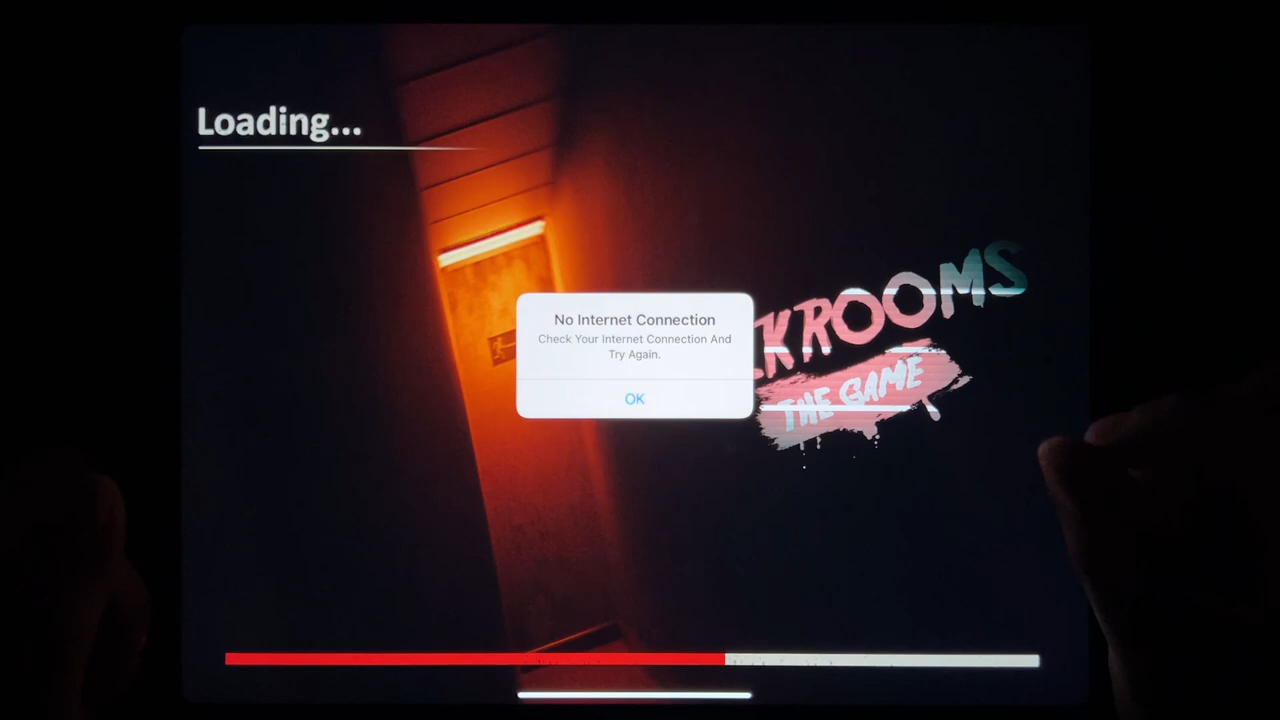 Loading...
No Internet Connection
Check Your Internet Connection And
Try Again.
OK
KROOMS
THE GAME